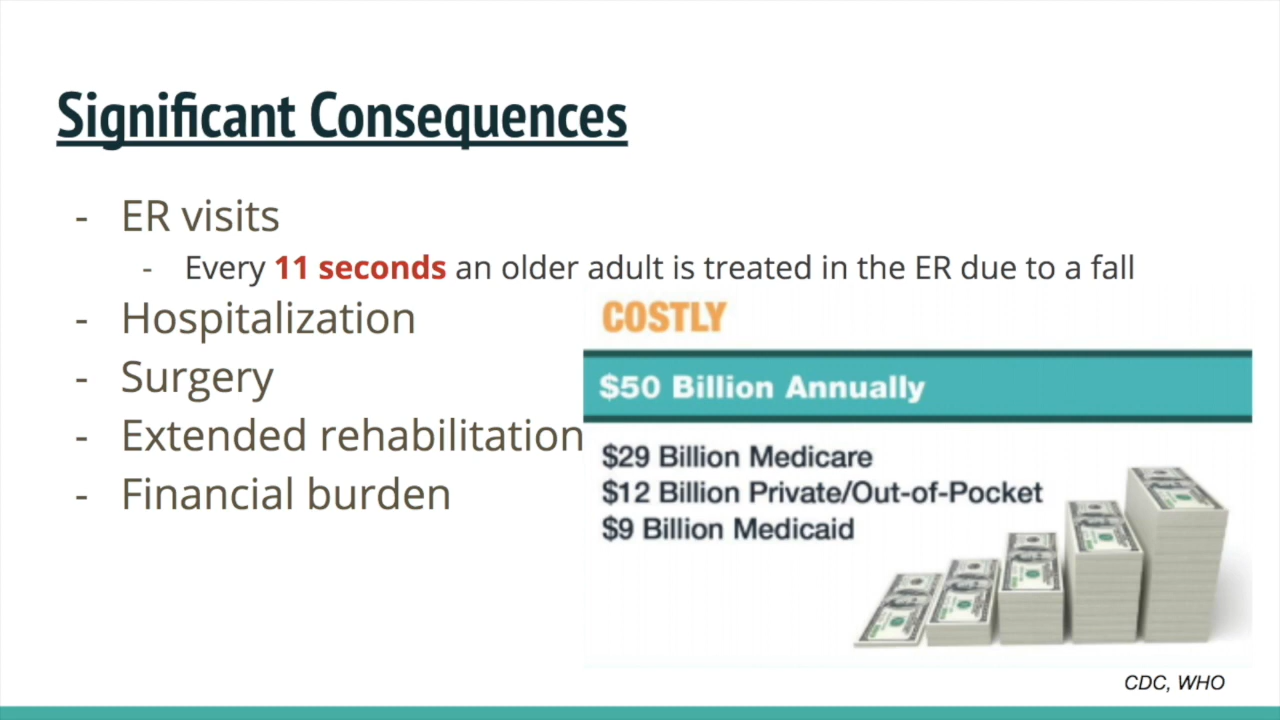 Significant Consequences
- ER visits
- Every 11 seconds an older adult is treated in the ER due to a fall
- Hospitalization
- Surgery
- Extended rehabilitation
- Financial burden
COSTLY
$50 Billion Annually
$29 Billion Medicare
$12 Billion Private/Out-of-Pocket
$9 Billion Medicaid
CDC, WHO